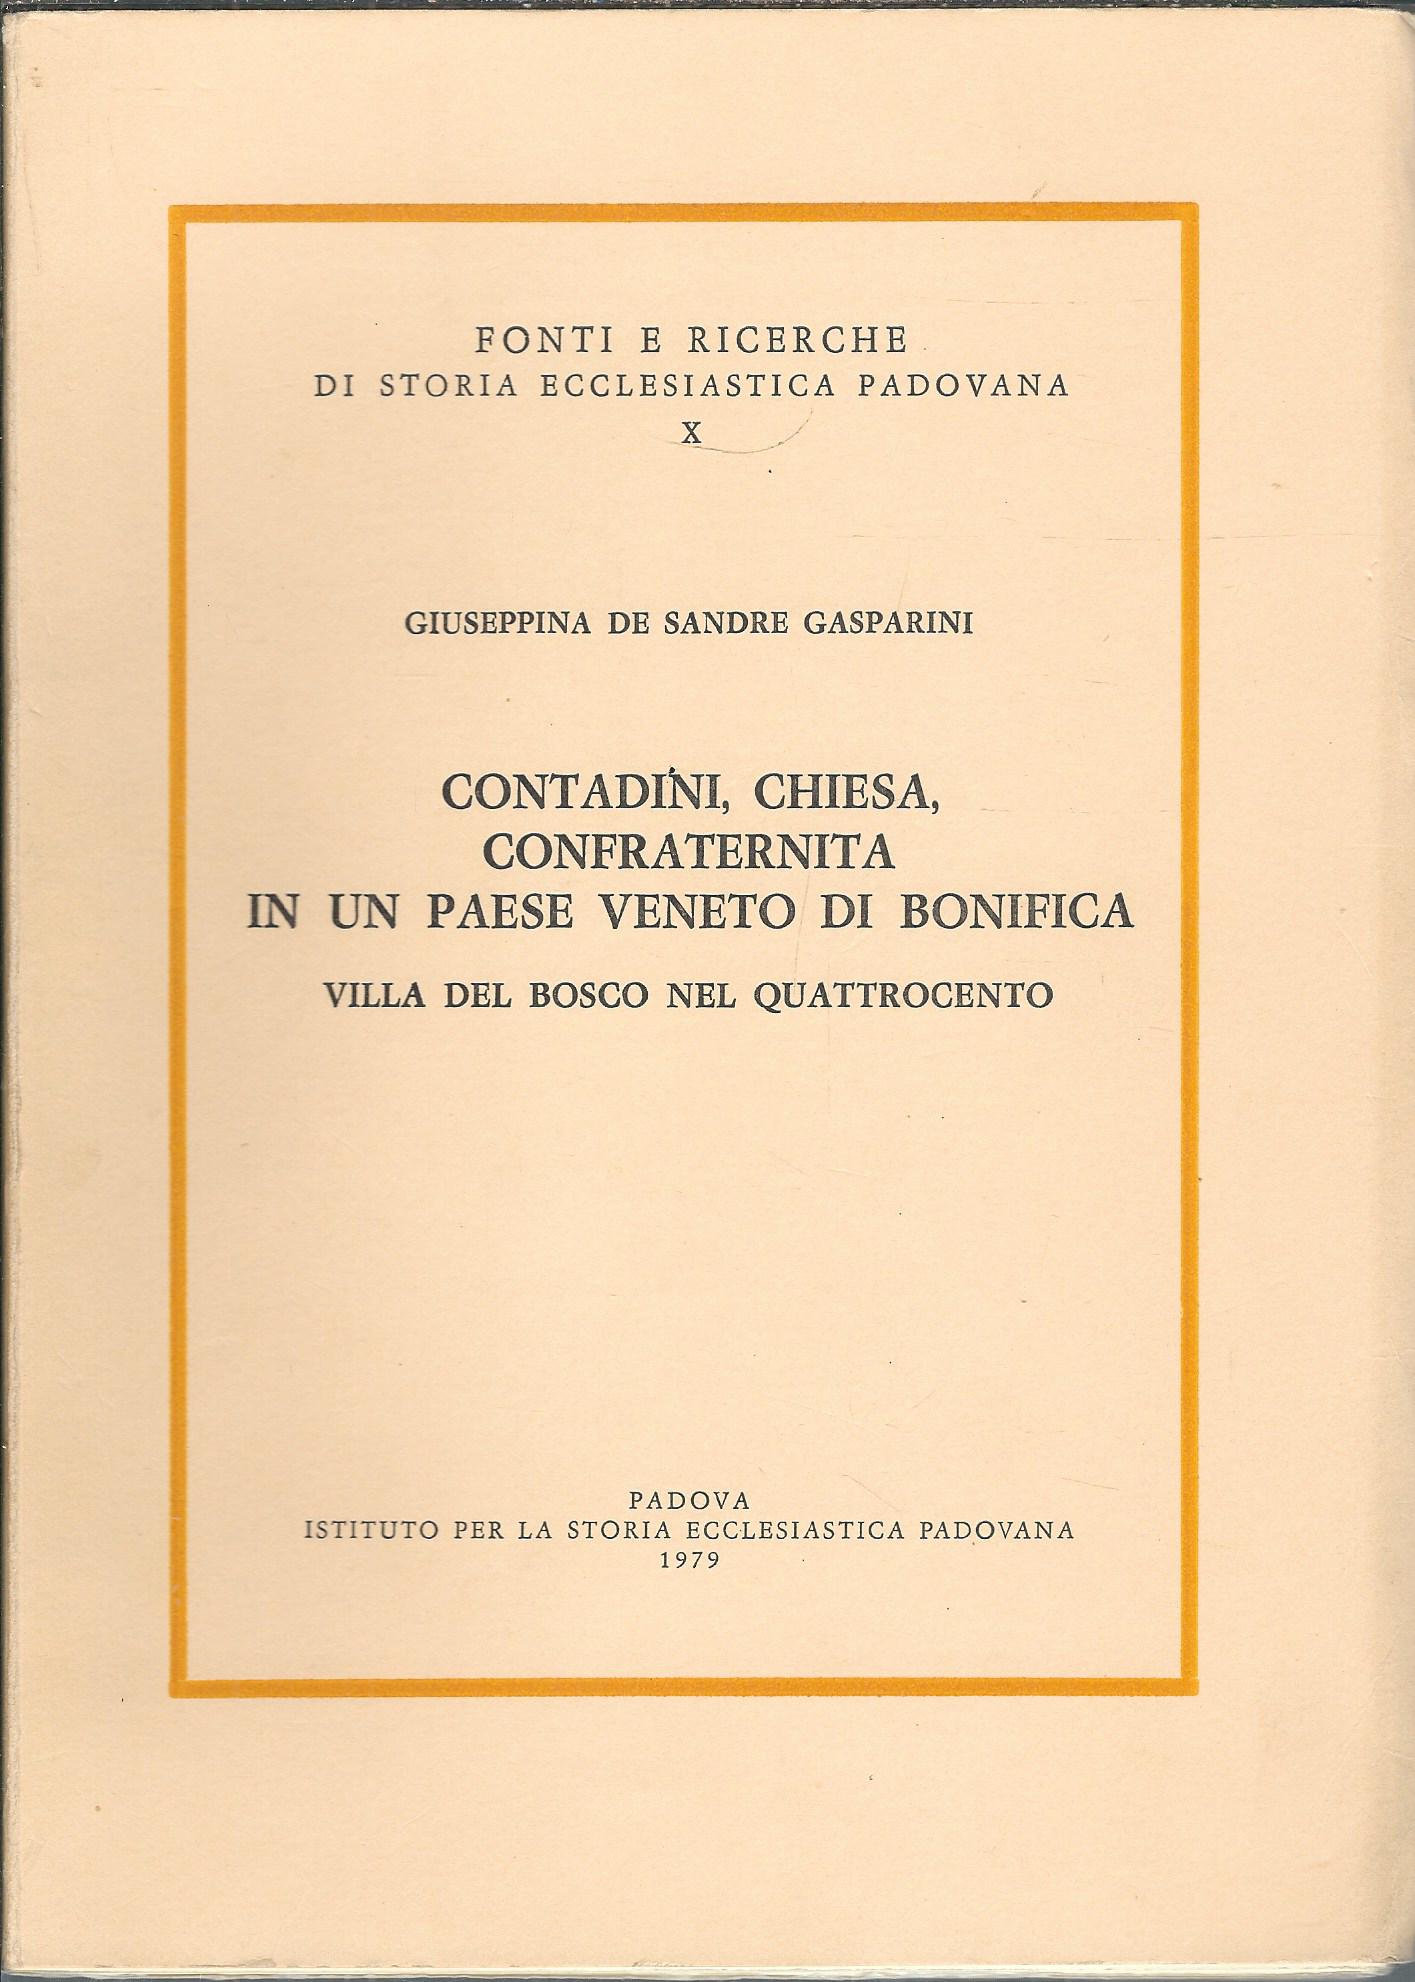 FONTI E RICERCHE
DI STORIA ECCLESIASTICA PADOVANA
X
GIUSEPPINA DE SANDRE GASPARINI
CONTADINI, CHIESA,
CONFRATERNITA
IN UN PAESE VENETO DI BONIFICA
VILLA DEL BOSCO NEL QUATTROCENTO
PADOVA
ISTITUTO PER LA STORIA ECCLESIASTICA PADOVANA
1979